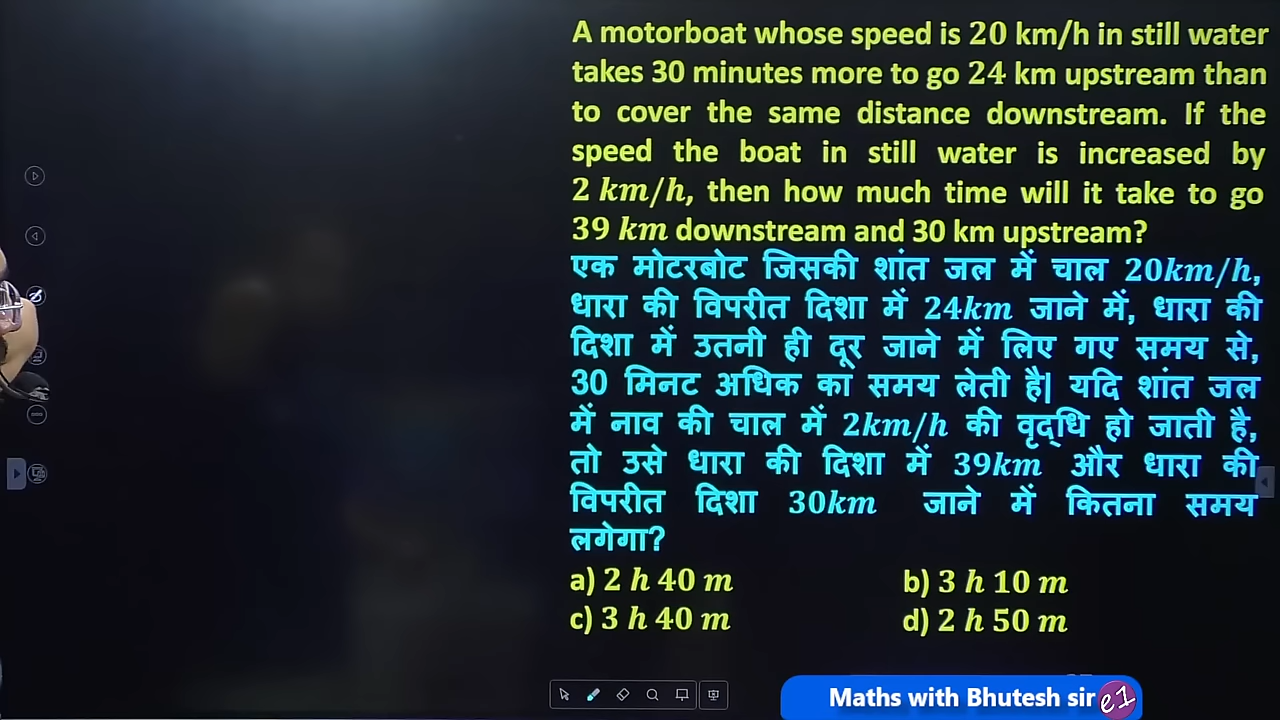 A motorboat whose speed is 20 km/h in still water
takes 30 minutes more to go 24 km upstream than
to cover the same distance downstream. If the
speed the boat in still water is increased by
2 km/h, then how much time will it take to go
39 km downstream and 30 km upstream?
एक मोटरबोट जिसकी शांत जल में चाल 20km/h,
धारा की विपरीत दिशा में 24km जाने में, धारा की
दिशा में उतनी ही दूर जाने में लिए गए समय से,
30 मिनट अधिक का समय लेती है| यदि शांत जल
में नाव की चाल में 2km/h की वृद्धि हो जाती है,
तो उसे धारा की दिशा में 39km और धारा की
विपरीत दिशा 30km जाने में कितना समय
लगेगा?
a) 2 h 40 m b) 3 h 10 m
c) 3 h 40 m d) 2 h 50 m
Maths with Bhutesh sir e1